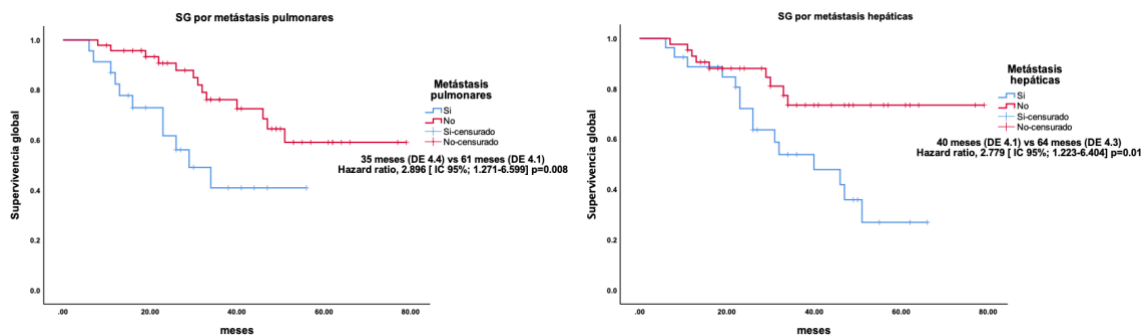 SG por metástasis pulmonares
Supervivencia global
1.0
0.8
0.6
0.4
0.2
0.0
.00
20.00
40.00
60.00
80.00
meses
Metástasis
pulmonares
Si
No
Si-censurado
No-censurado
35 meses (DE 4.4) vs 61 meses (DE 4.1)
Hazard ratio, 2.896 [ IC 95%; 1.271-6.599] p=0.008
SG por metástasis hepáticas
Supervivencia global
1.0
0.8
0.6
0.4
0.2
0.0
.00
20.00
40.00
60.00
80.00
meses
Metástasis
hepáticas
Si
No
Si-censurado
No-censurado
40 meses (DE 4.1) vs 64 meses (DE 4.3)
Hazard ratio, 2.779 [ IC 95%; 1.223-6.404] p=0.01